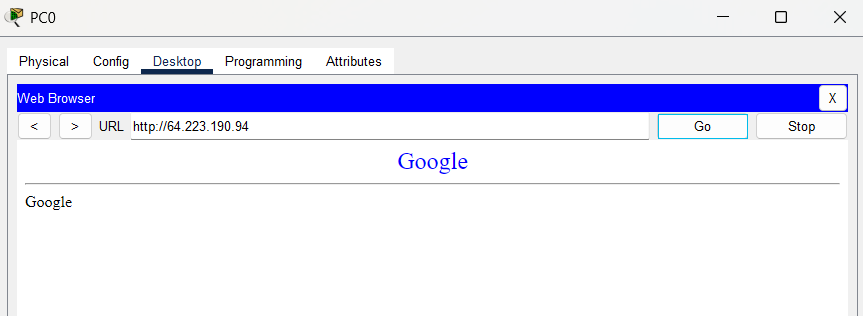 PC0
Physical Config Desktop Programming Attributes
Web Browser X
< > URL http://64.223.190.94 Go Stop
Google
Google